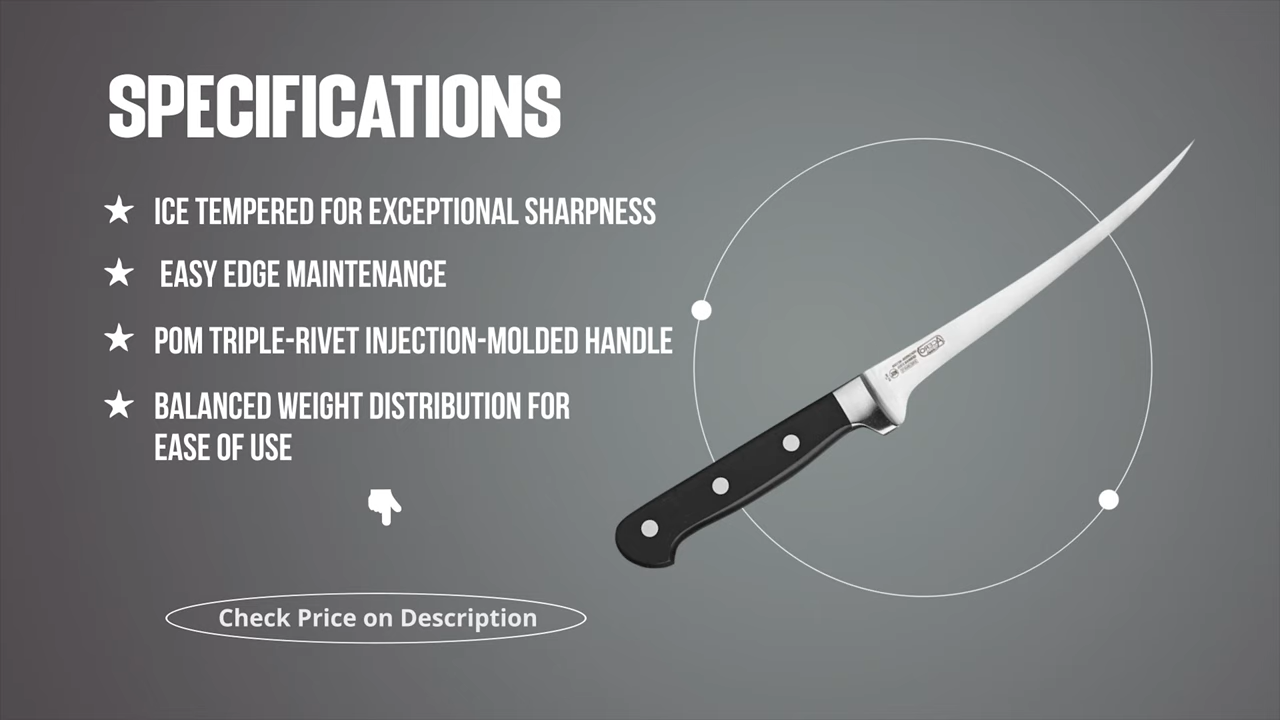 SPECIFICATIONS
ICE TEMPERED FOR EXCEPTIONAL SHARPNESS
EASY EDGE MAINTENANCE
POM TRIPLE-RIVET INJECTION-MOLDED HANDLE
BALANCED WEIGHT DISTRIBUTION FOR
EASE OF USE
Check Price on Description